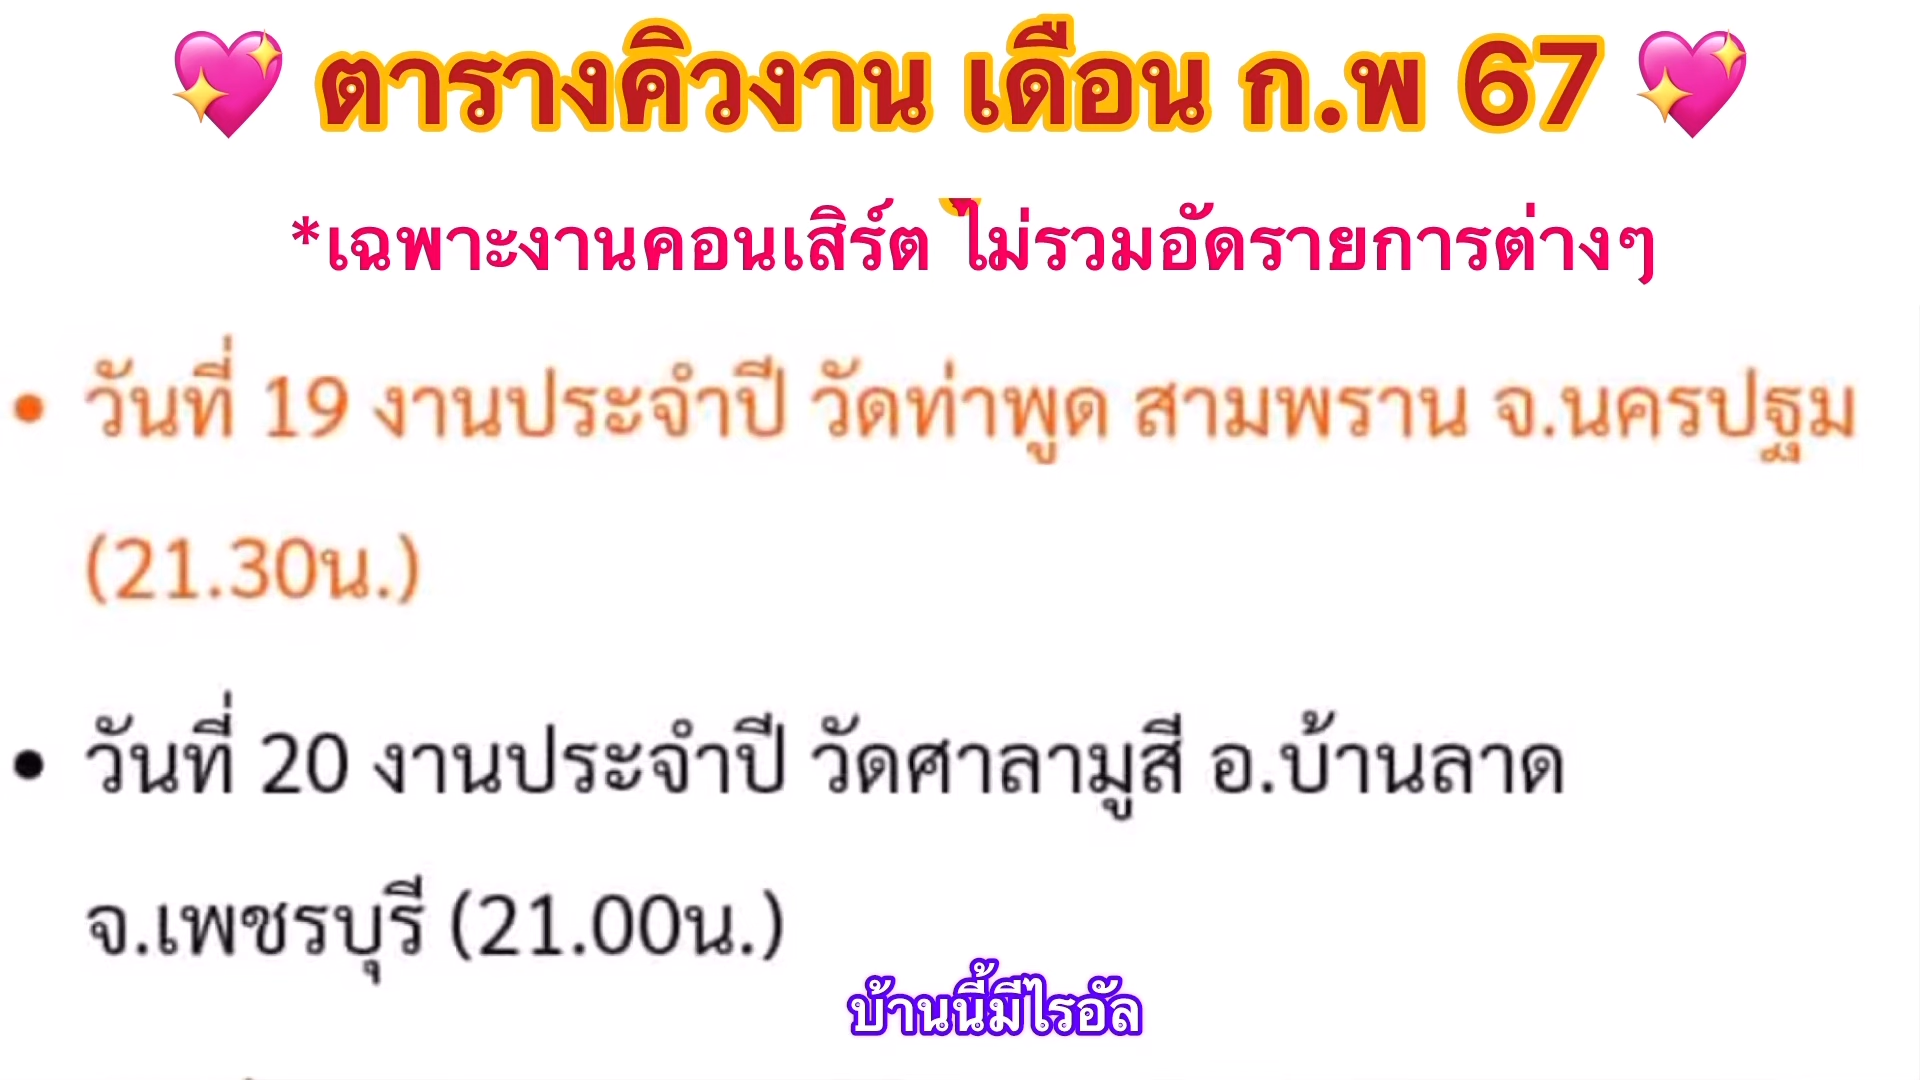 💖 ตารางคิวงาน เดือน ก.พ 67 💖
*เฉพาะงานคอนเสิร์ต ไม่รวมอัดรายการต่างๆ
• วันที่ 19 งานประจำปี วัดท่าพูด สามพราน จ.นครปฐม
(21.30น.)
• วันที่ 20 งานประจำปี วัดศาลามูสี อ.บ้านลาด
จ.เพชรบุรี (21.00น.)
บ้านนี้มีไรอัล